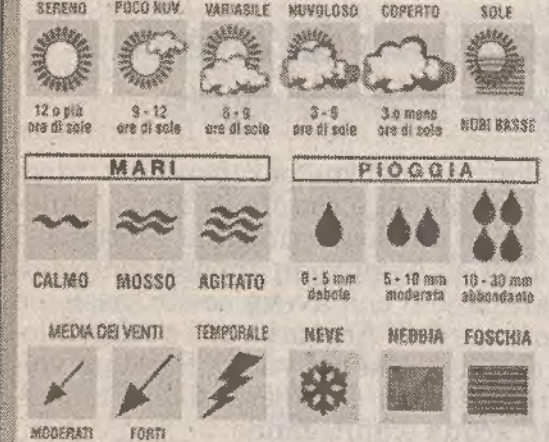 SERENO POCO NUV. VARIABILE NUVOLOSO COPERTO SOLE
12 o più 9 - 12 6 - 9 3 - 6 3 o meno
ore di sole ore di sole ore di sole ore di sole ore di sole NUBI BASSE
MARI PIOGGIA
CALMO MOSSO AGITATO 0 - 5 mm 5 - 10 mm 10 - 30 mm
debole moderata abbondante
MEDIA DEI VENTI TEMPORALE NEVE NEBBIA FOSCHIA
MODERATI FORTI